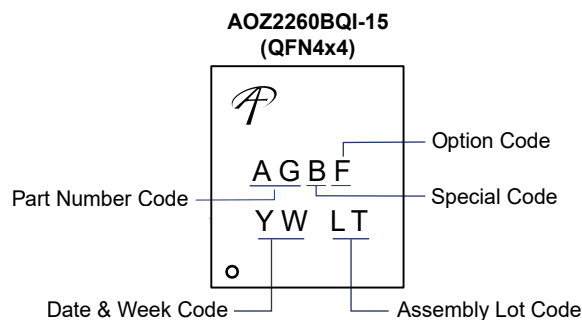 AOZ2260BQI-15
(QFN4x4)
Option Code
A G B F
Part Number Code
Special Code
Y W L T
Date & Week Code
Assembly Lot Code